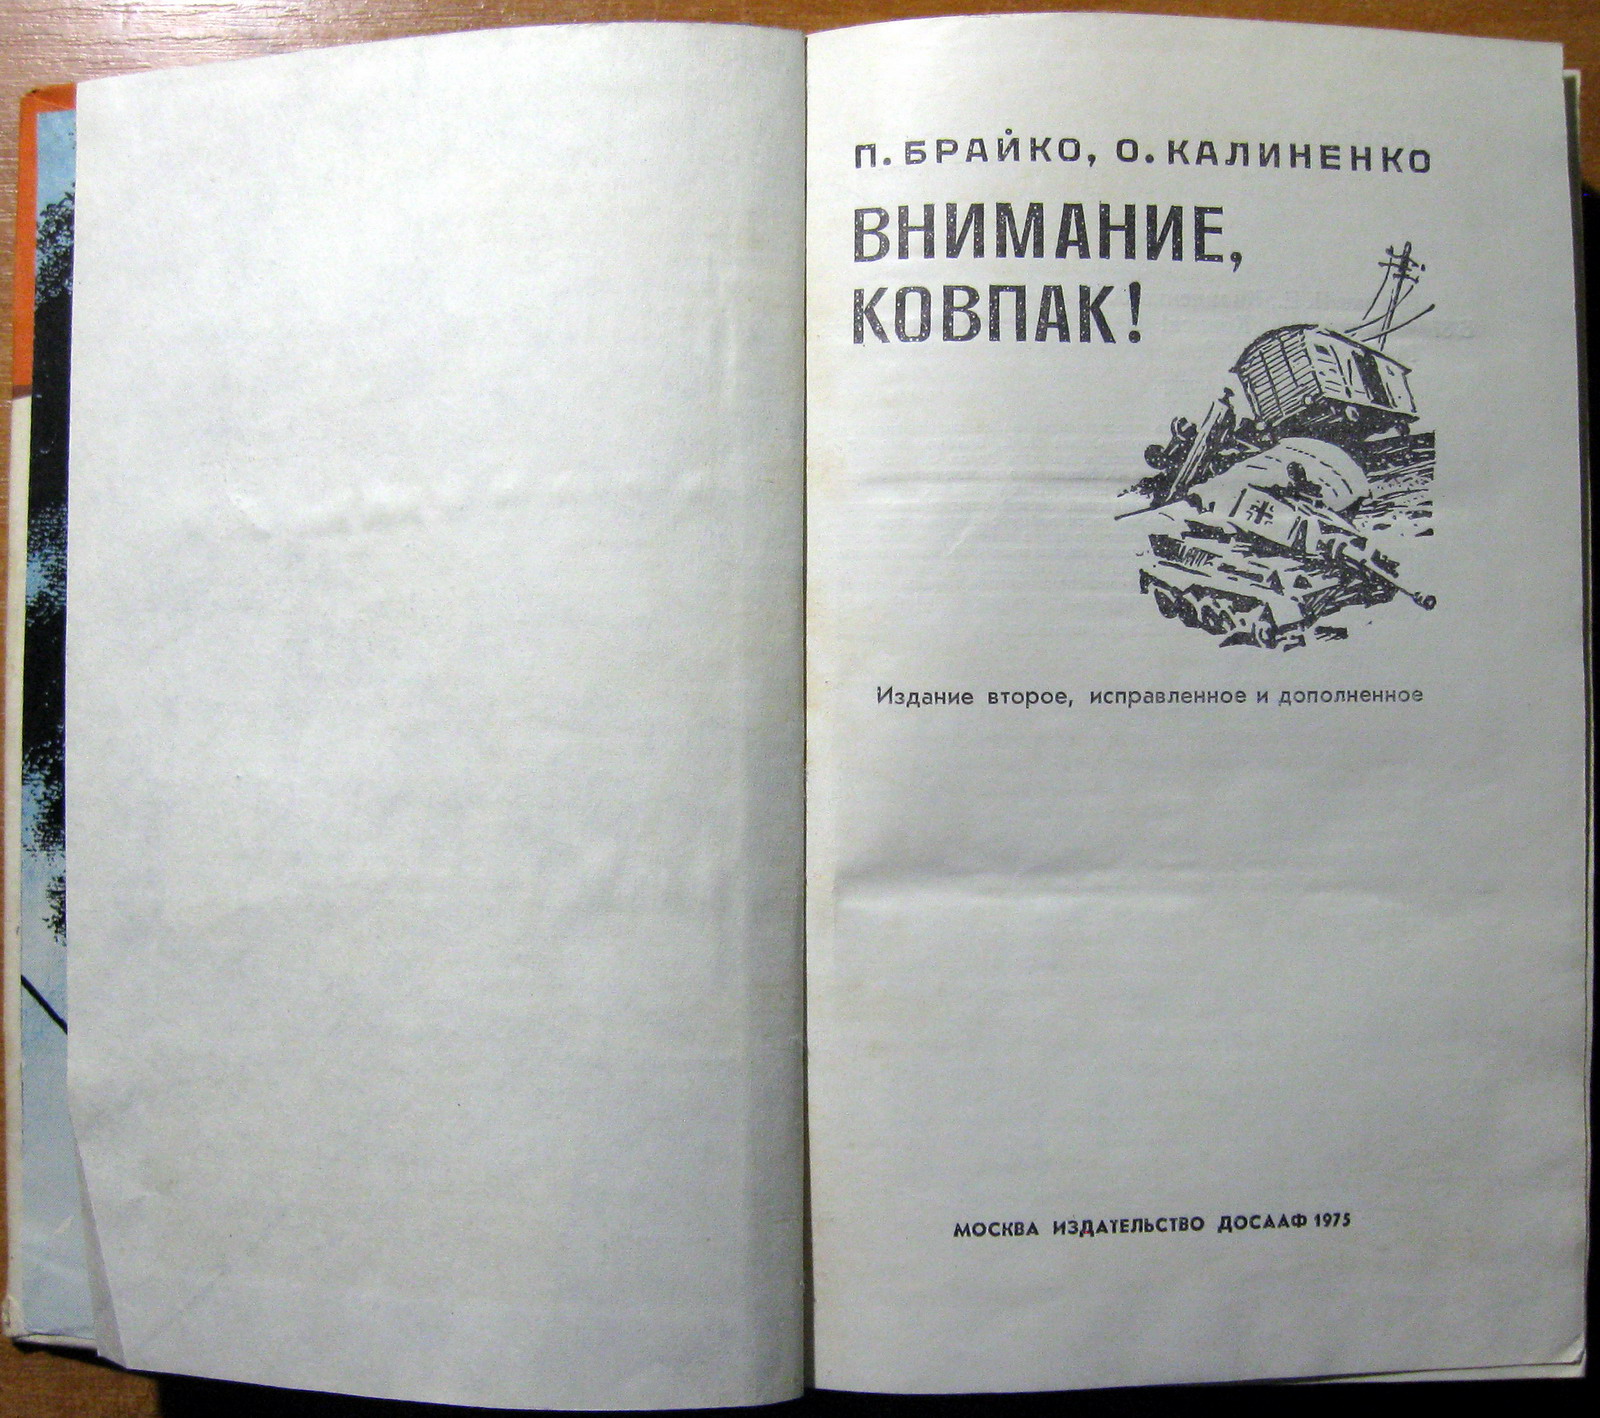 П. БРАЙКО, О. КАЛИНЕНКО
ВНИМАНИЕ,
КОВПАК!
Издание второе, исправленное и дополненное
МОСКВА ИЗДАТЕЛЬСТВО ДОСААФ 1975